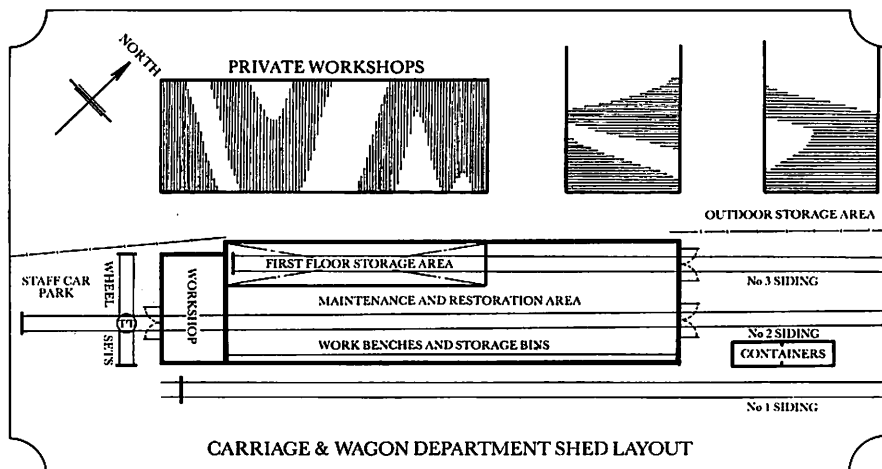 NORTH
PRIVATE WORKSHOPS
OUTDOOR STORAGE AREA
FIRST FLOOR STORAGE AREA
STAFF CAR
PARK
WHEEL
SETS
WORKSHOP
No 3 SIDING
MAINTENANCE AND RESTORATION AREA
No 2 SIDING
WORK BENCHES AND STORAGE BINS
CONTAINERS
No 1 SIDING
CARRIAGE & WAGON DEPARTMENT SHED LAYOUT